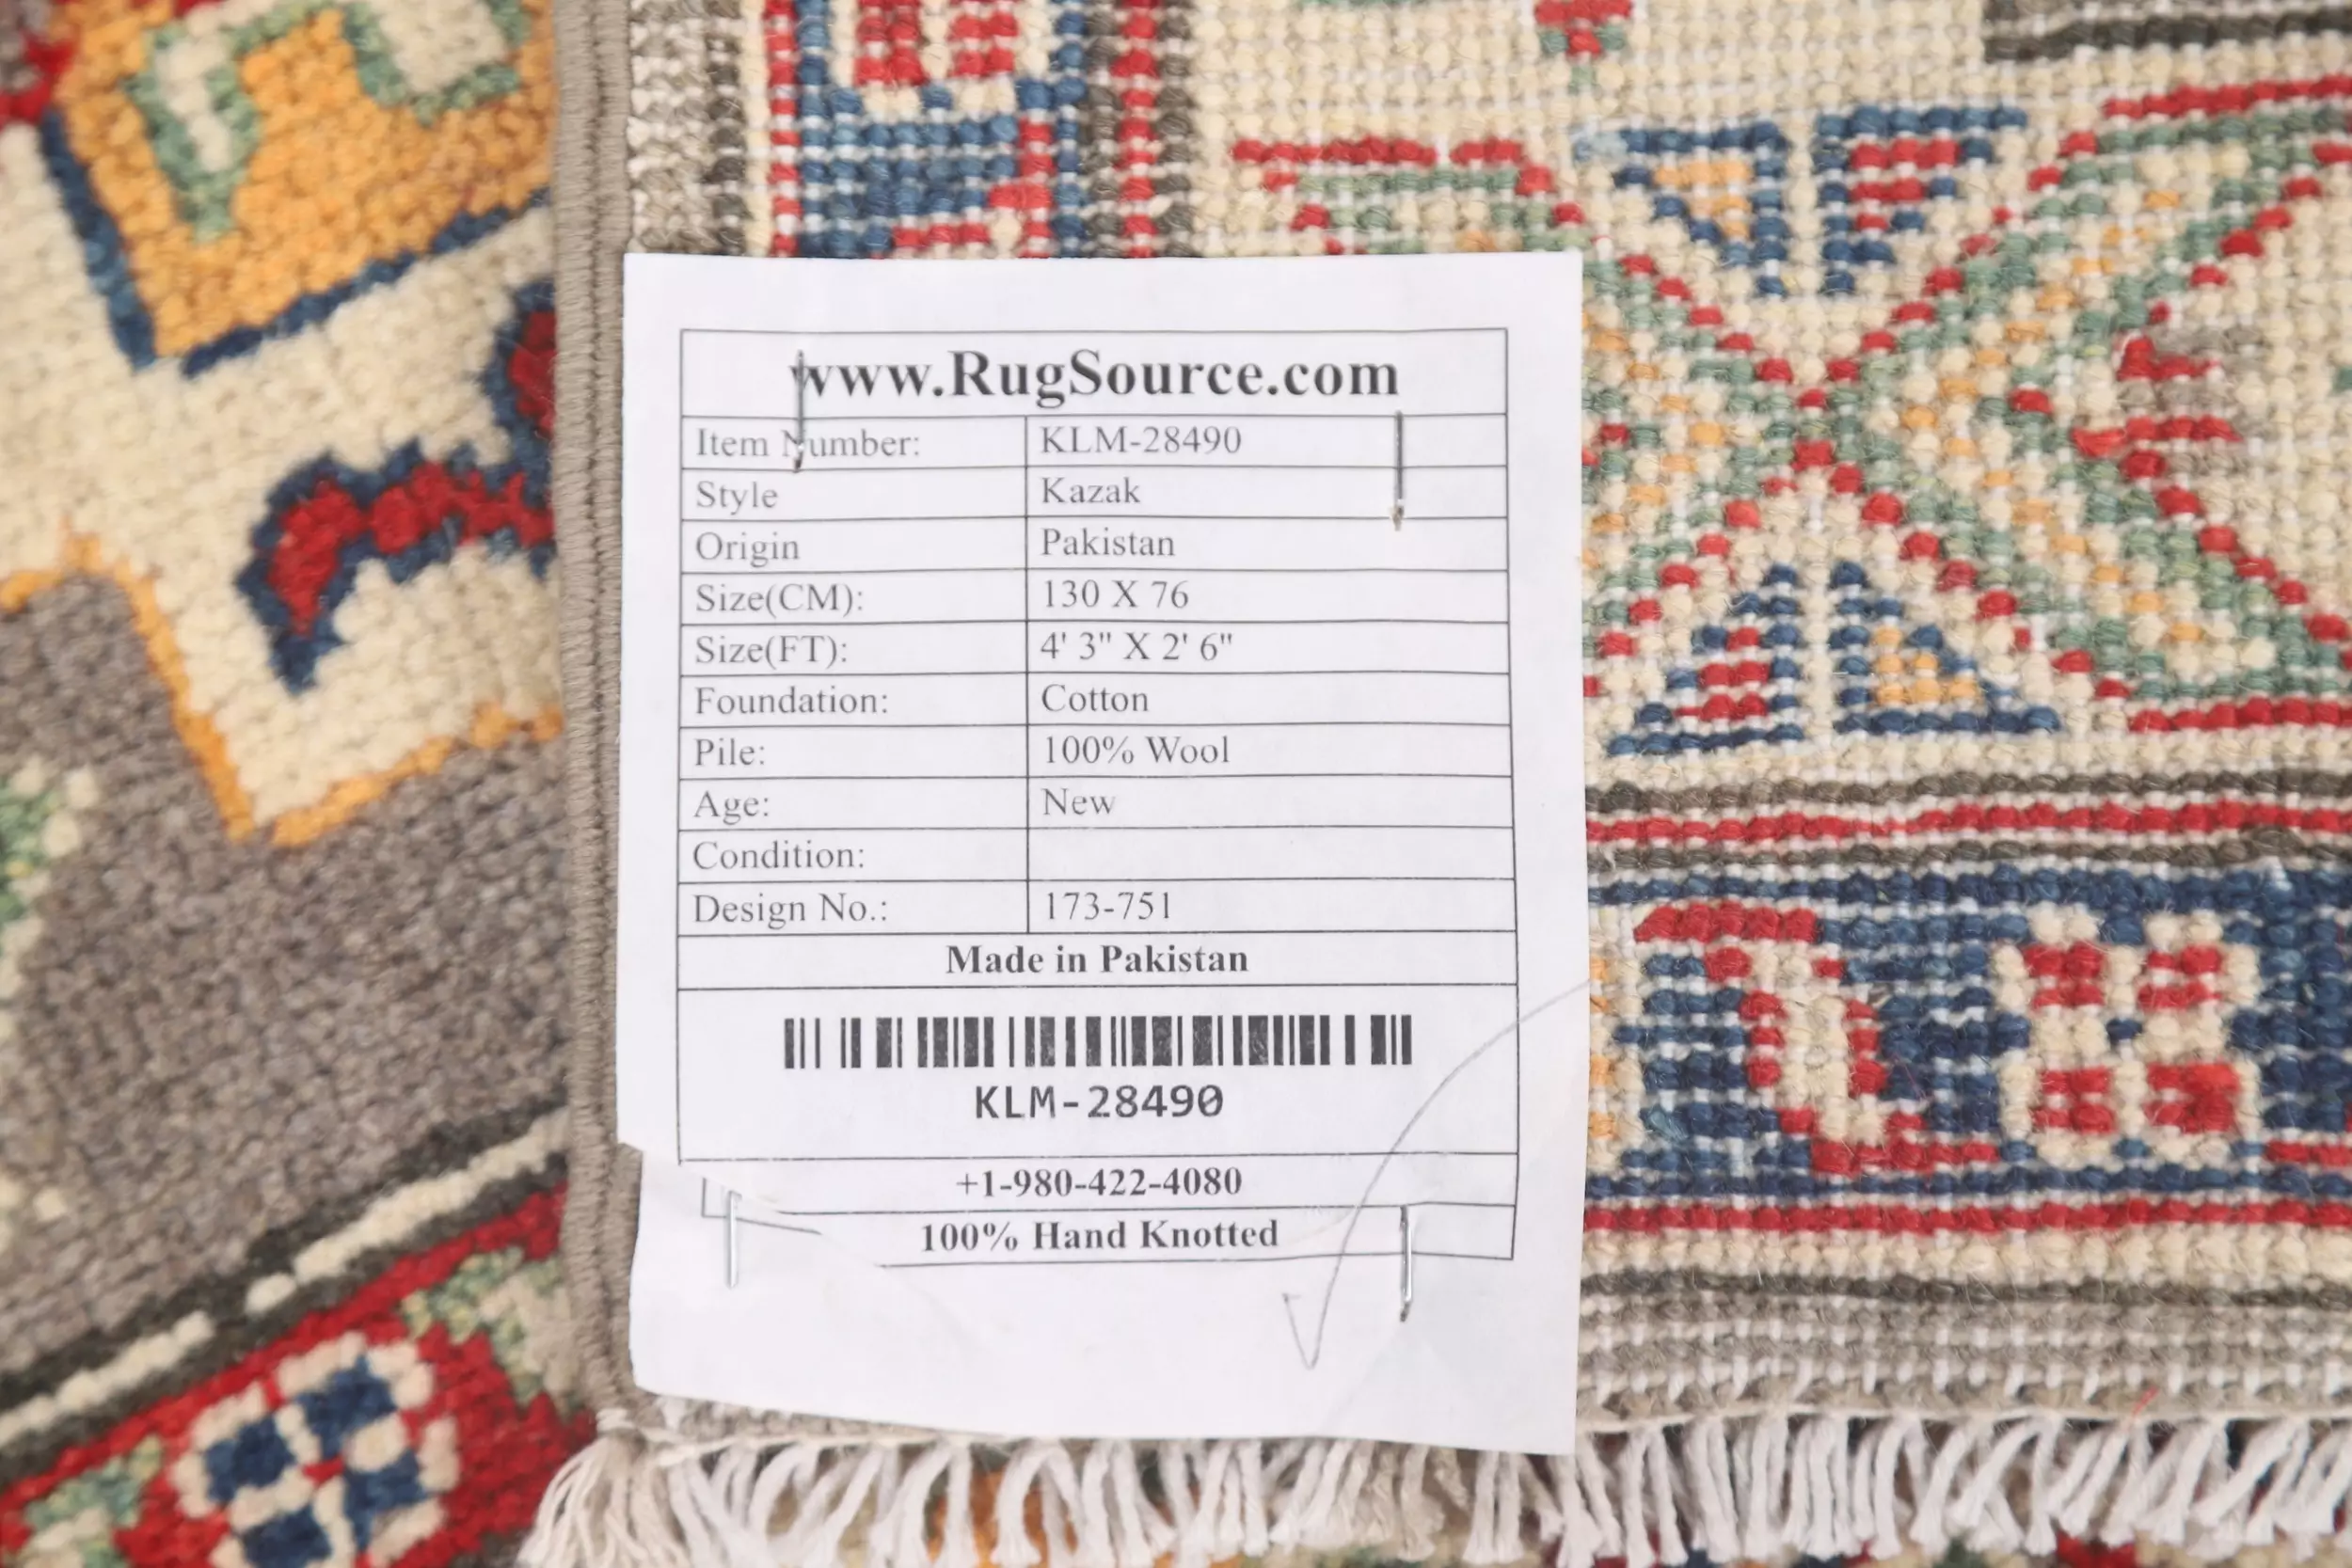 www.RugSource.com
Item Number: KLM-28490
Style Kazak
Origin Pakistan
Size(CM): 130 X 76
Size(FT): 4' 3" X 2' 6"
Foundation: Cotton
Pile: 100% Wool
Age: New
Condition:
Design No.: 173-751
Made in Pakistan
KLM-28490
+1-980-422-4080
100% Hand Knotted